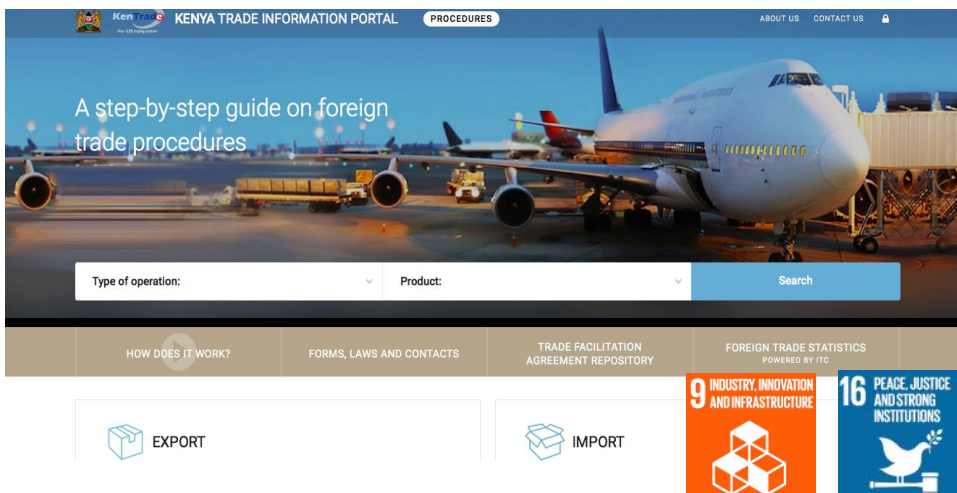 KenTrade
KENYA TRADE INFORMATION PORTAL
PROCEDURES
ABOUT US
CONTACT US
A step-by-step guide on foreign
trade procedures
Type of operation:
Product:
Search
HOW DOES IT WORK?
FORMS, LAWS AND CONTACTS
TRADE FACILITATION
AGREEMENT REPOSITORY
FOREIGN TRADE STATISTICS
POWERED BY ITC
EXPORT
IMPORT
9 INDUSTRY, INNOVATION
AND INFRASTRUCTURE
16 PEACE, JUSTICE
AND STRONG
INSTITUTIONS